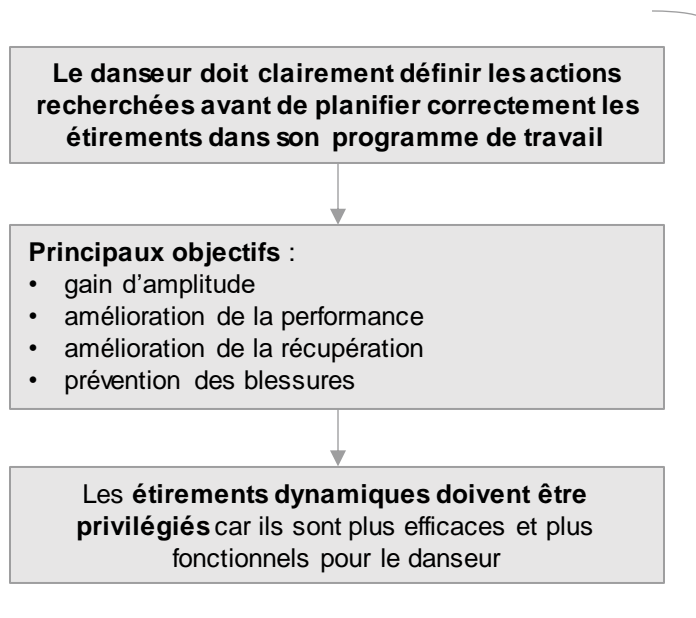 Le danseur doit clairement définir les actions
recherchées avant de planifier correctement les
étirements dans son programme de travail
Principaux objectifs :
• gain d’amplitude
• amélioration de la performance
• amélioration de la récupération
• prévention des blessures
Les étirements dynamiques doivent être
privilégiés car ils sont plus efficaces et plus
fonctionnels pour le danseur